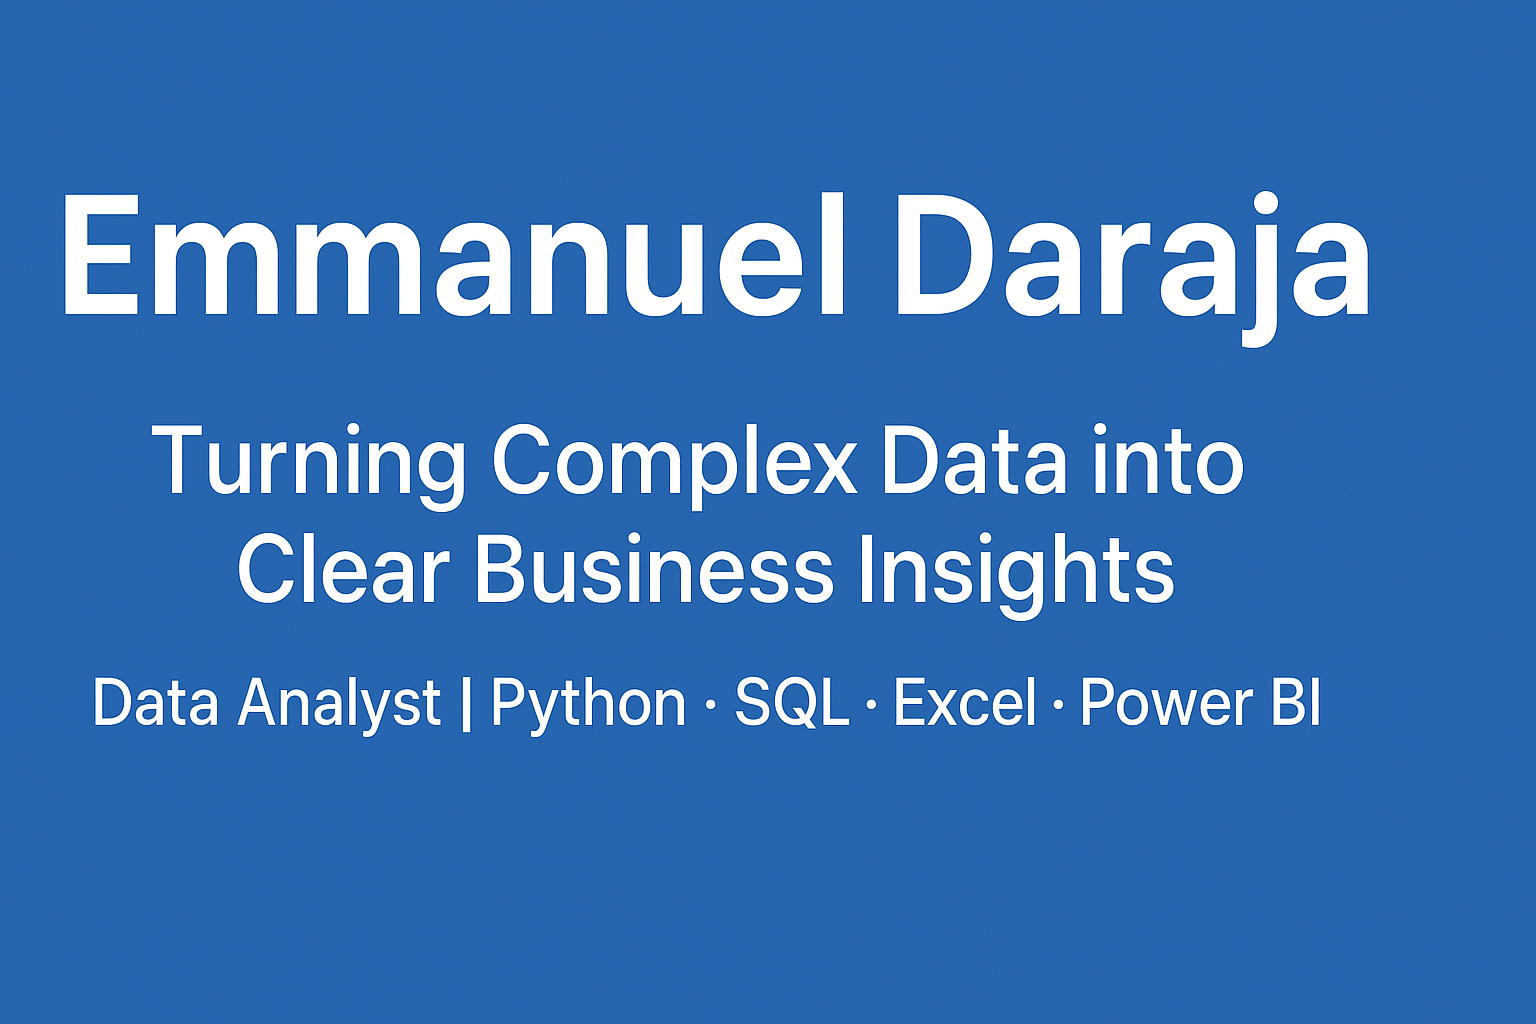 Emmanuel Daraja
Turning Complex Data into
Clear Business Insights
Data Analyst | Python · SQL · Excel · Power BI